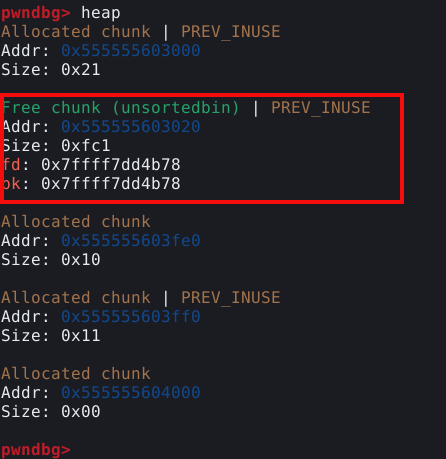 pwndbg> heap
Allocated chunk | PREV_INUSE
Addr: 0x555555603000
Size: 0x21
Free chunk (unsortedbin) | PREV_INUSE
Addr: 0x555555603020
Size: 0xfc1
fd: 0x7ffff7dd4b78
bk: 0x7ffff7dd4b78
Allocated chunk
Addr: 0x555555603fe0
Size: 0x10
Allocated chunk | PREV_INUSE
Addr: 0x555555603ff0
Size: 0x11
Allocated chunk
Addr: 0x555555604000
Size: 0x00
pwndbg>